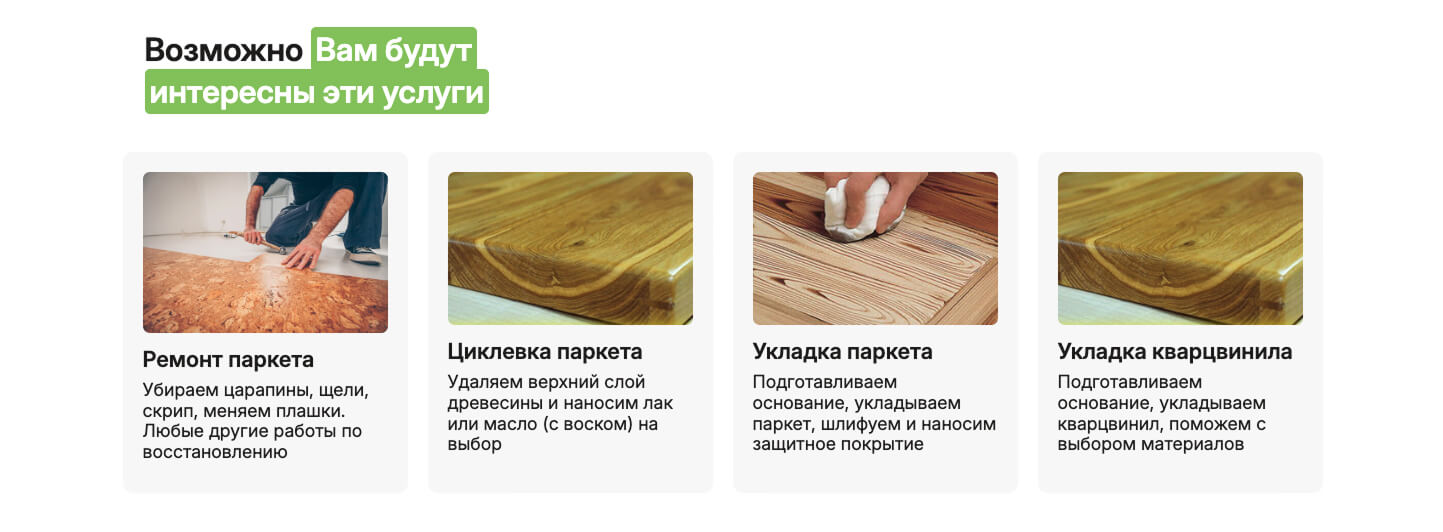 Возможно Вам будут
интересны эти услуги
Ремонт паркета
Убираем царапины, щели,
скрип, меняем плашки.
Любые другие работы по
восстановлению
Циклевка паркета
Удаляем верхний слой
древесины и наносим лак
или масло (с воском) на
выбор
Укладка паркета
Подготавливаем
основание, укладываем
паркет, шлифуем и наносим
защитное покрытие
Укладка кварцвинила
Подготавливаем
основание, укладываем
кварцвинил, поможем с
выбором материалов